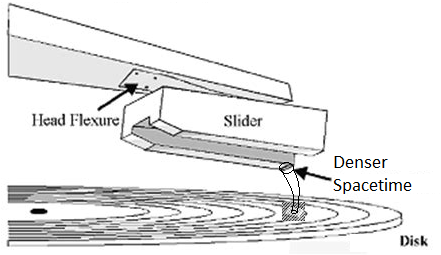 Head Flexure
Slider
Denser
Spacetime
Disk